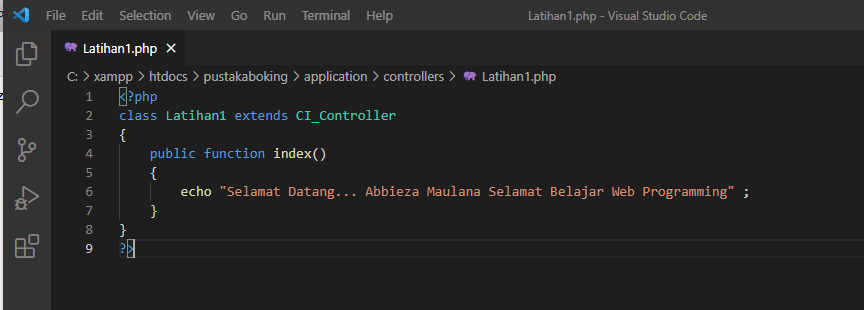 File Edit Selection View Go Run Terminal Help Latihan1.php - Visual Studio Code
Latihan1.php
C: > xampp > htdocs > pustakaboking > application > controllers > Latihan1.php
1 <?php
2 class Latihan1 extends CI_Controller
3 {
4 public function index()
5 {
6 echo "Selamat Datang... Abbieza Maulana Selamat Belajar Web Programming" ;
7 }
8 }
9 ?>